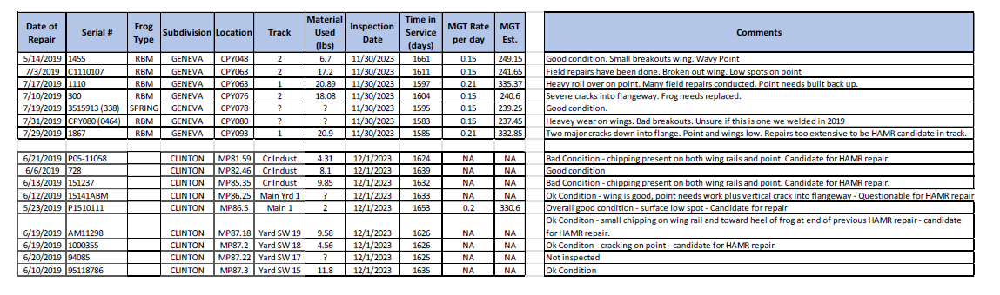 Date of Repair Serial # Frog Type Subdivision Location Track Material Used (lbs) Inspection Date Time in Service (days) MGT Rate per day MGT Est. Comments
5/14/2019 1455 RBM GENEVA CPY048 2 6.7 11/30/2023 1661 0.15 249.15 Good condition. Small breakouts wing. Wavy Point
7/3/2019 C1110107 RBM GENEVA CPY063 2 17.2 11/30/2023 1611 0.15 241.65 Field repairs have been done. Broken out wing. Low spots on point
7/17/2019 1110 RBM GENEVA CPY063 1 20.89 11/30/2023 1597 0.21 335.37 Heavy roll over on point. Many field repairs conducted. Point needs built back up.
7/10/2019 300 RBM GENEVA CPY076 2 18.08 11/30/2023 1604 0.15 240.6 Severe cracks into flangeway. Frog needs replaced.
7/19/2019 3515913 (338) SPRING GENEVA CPY078 ? ? 11/30/2023 1595 0.15 239.25 Good condition.
7/31/2019 CPY080 (0464) RBM GENEVA CPY080 ? ? 11/30/2023 1583 0.15 237.45 Heavey wear on wings. Bad breakouts. Unsure if this is one we welded in 2019
7/29/2019 1867 RBM GENEVA CPY093 1 20.9 11/30/2023 1585 0.21 332.85 Two major cracks down into flange. Point and wings low. Repairs too extensive to be HAMR candidate in track.
6/21/2019 P05-11058 CLINTON MP81.59 Cr Indust 4.31 12/1/2023 1624 NA NA Bad Condition - chipping present on both wing rails and point. Candidate for HAMR repair.
6/6/2019 728 CLINTON MP82.46 Cr Indust 8.1 12/1/2023 1639 NA NA Good condition
6/13/2019 151237 CLINTON MP85.35 Cr Indust 9.85 12/1/2023 1632 NA NA Bad Condition - chipping present on both wing rails and point. Candidate for HAMR repair.
6/12/2019 15141ABM CLINTON MP86.25 Main Yrd 1 12/1/2023 1633 NA NA Ok Condition - wing is good, point needs work plus vertical crack into flangeway - Questionable for HAMR repair
5/23/2019 P1510111 CLINTON MP86.5 Main 1 2 12/1/2023 1653 0.2 330.6 Overall good condition - surface low spot - Candidate for repair
6/19/2019 AM11298 CLINTON MP87.18 Yard SW 19 9.58 12/1/2023 1626 NA NA Ok Conditon - small chipping on wing rail and toward heel of frog at end of previous HAMR repair - candidate
for HAMR repair.
6/19/2019 1000355 CLINTON MP87.2 Yard SW 18 4.56 12/1/2023 1626 NA NA Ok Conditon - cracking on point - candidate for HAMR repair
6/20/2019 94085 CLINTON MP87.22 Yard SW 17 ? 12/1/2023 1625 NA NA Not inspected
6/10/2019 95118786 CLINTON MP87.3 Yard SW 15 11.8 12/1/2023 1635 NA NA Ok Condition